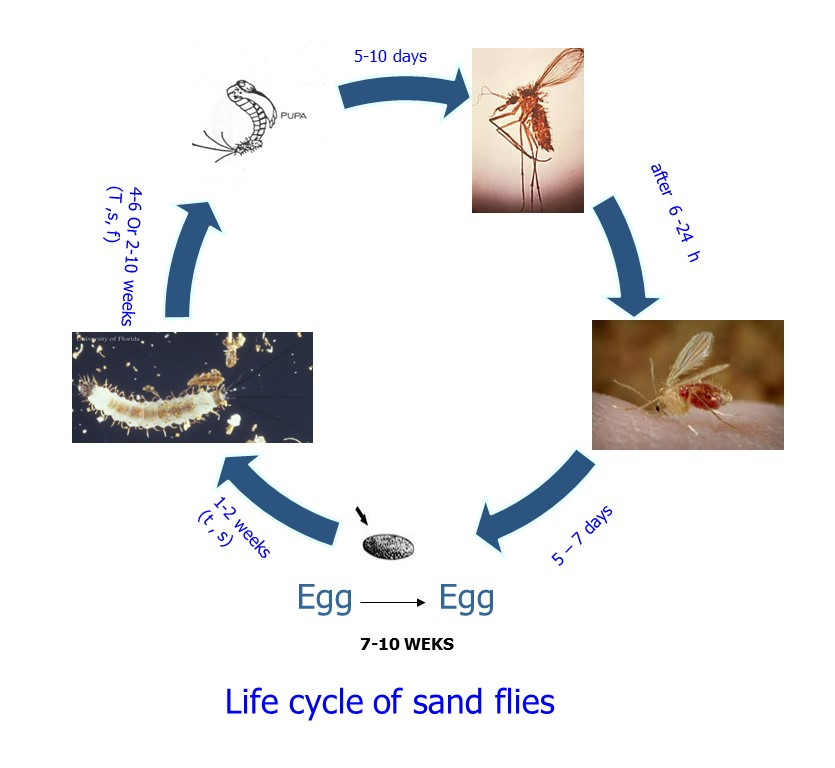 5-10 days
PUPA
after 6 -24 h
4-6 Or 2-10 weeks
(T ,s, f)
University of Florida
1-2 weeks
(t , s)
5 – 7 days
Egg Egg
7-10 WEKS
Life cycle of sand flies